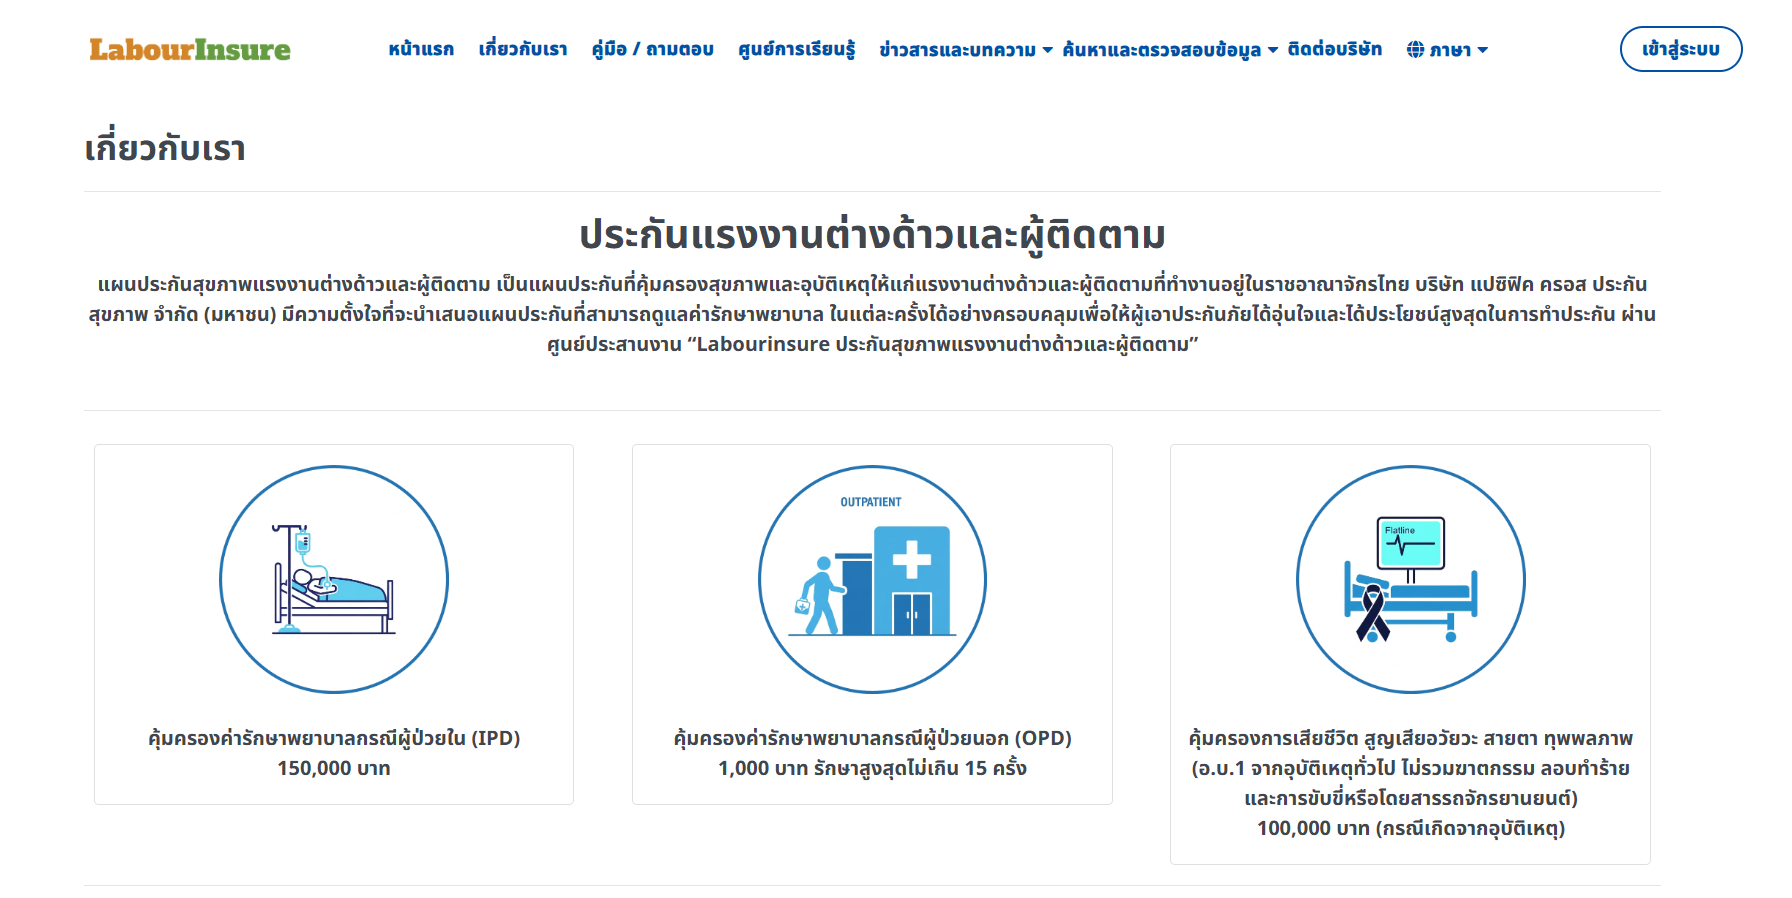 LabourInsure
หน้าแรก เกี่ยวกับเรา คู่มือ / ถามตอบ ศูนย์การเรียนรู้ ข่าวสารและบทความ ค้นหาและตรวจสอบข้อมูล ติดต่อบริษัท ภาษา เข้าสู่ระบบ
เกี่ยวกับเรา
ประกันแรงงานต่างด้าวและผู้ติดตาม
แผนประกันสุขภาพแรงงานต่างด้าวและผู้ติดตาม เป็นแผนประกันที่คุ้มครองสุขภาพและอุบัติเหตุให้แก่แรงงานต่างด้าวและผู้ติดตามที่ทำงานอยู่ในราชอาณาจักรไทย บริษัท แปซิฟิค ครอส ประกัน
สุขภาพ จำกัด (มหาชน) มีความตั้งใจที่จะนำเสนอแผนประกันที่สามารถดูแลค่ารักษาพยาบาล ในแต่ละครั้งได้อย่างครอบคลุมเพื่อให้ผู้เอาประกันภัยได้อุ่นใจและได้ประโยชน์สูงสุดในการทำประกัน ผ่าน
ศูนย์ประสานงาน “Labourinsure ประกันสุขภาพแรงงานต่างด้าวและผู้ติดตาม”
คุ้มครองค่ารักษาพยาบาลกรณีผู้ป่วยใน (IPD)
150,000 บาท
OUTPATIENT
คุ้มครองค่ารักษาพยาบาลกรณีผู้ป่วยนอก (OPD)
1,000 บาท รักษาสูงสุดไม่เกิน 15 ครั้ง
Flatline
คุ้มครองการเสียชีวิต สูญเสียอวัยวะ สายตา ทุพพลภาพ
(อ.บ.1 จากอุบัติเหตุทั่วไป ไม่รวมฆาตกรรม ลอบทำร้าย
และการขับขี่หรือโดยสารรถจักรยานยนต์)
100,000 บาท (กรณีเกิดจากอุบัติเหตุ)